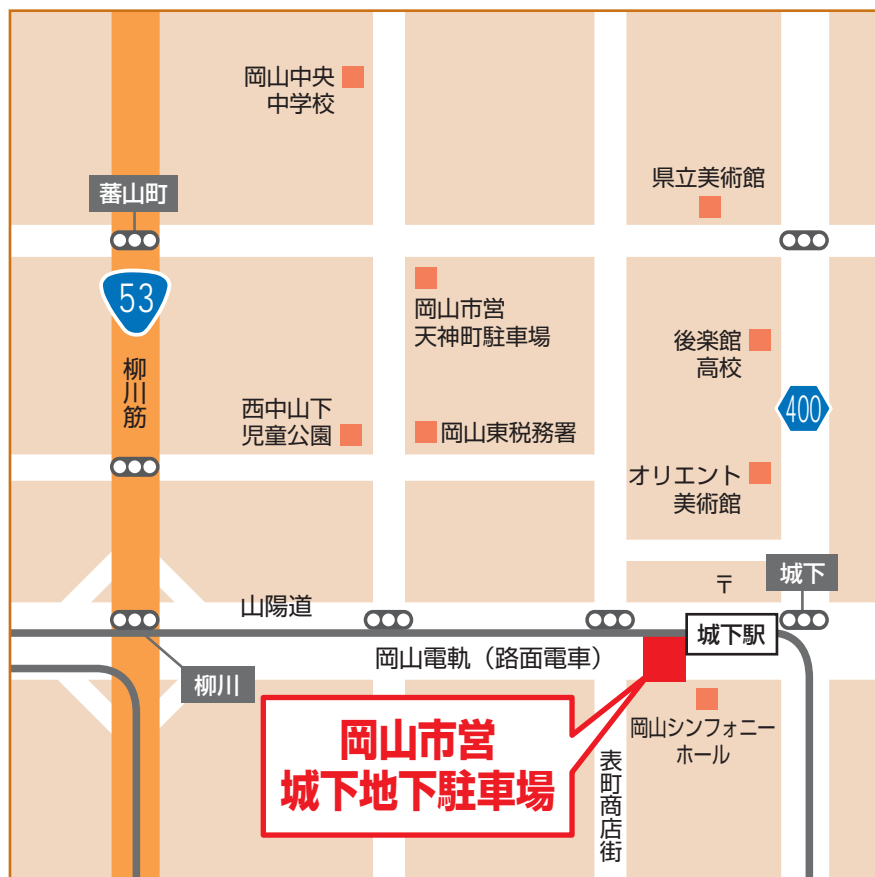 岡山中央
中学校
蕃山町
県立美術館
53
岡山市営
天神町駐車場
後楽館
高校
柳川筋
400
西中山下
児童公園
岡山東税務署
オリエント
美術館
〒
城下
山陽道
城下駅
岡山電軌（路面電車）
柳川
岡山市営
城下地下駐車場
岡山シンフォニー
ホール
表町商店街